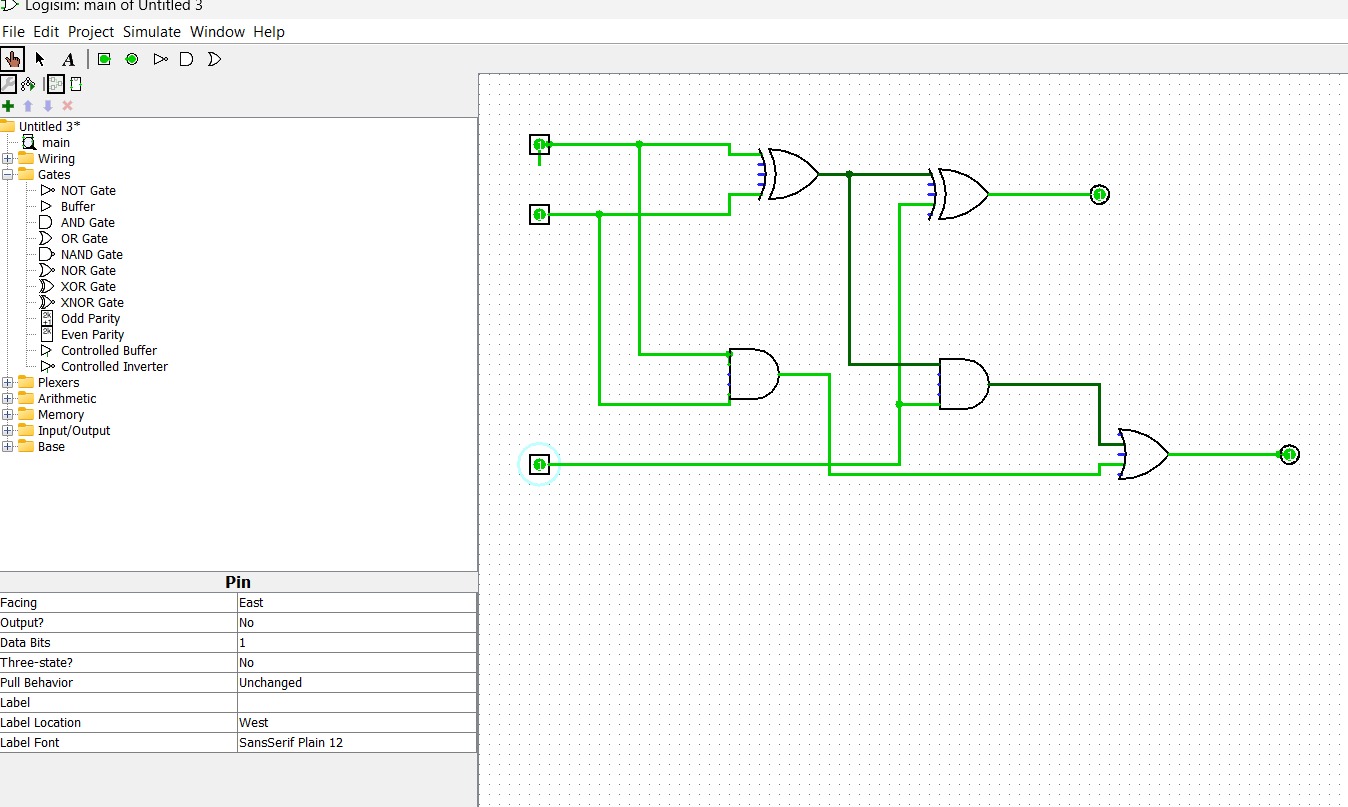 Logisim: main of Untitled 3
File Edit Project Simulate Window Help
A
Untitled 3*
main
Wiring
Gates
NOT Gate
Buffer
AND Gate
OR Gate
NAND Gate
NOR Gate
XOR Gate
XNOR Gate
Odd Parity
Even Parity
Controlled Buffer
Controlled Inverter
Plexers
Arithmetic
Memory
Input/Output
Base
Pin
Facing East
Output? No
Data Bits 1
Three-state? No
Pull Behavior Unchanged
Label
Label Location West
Label Font SansSerif Plain 12
1
1
1
1
1